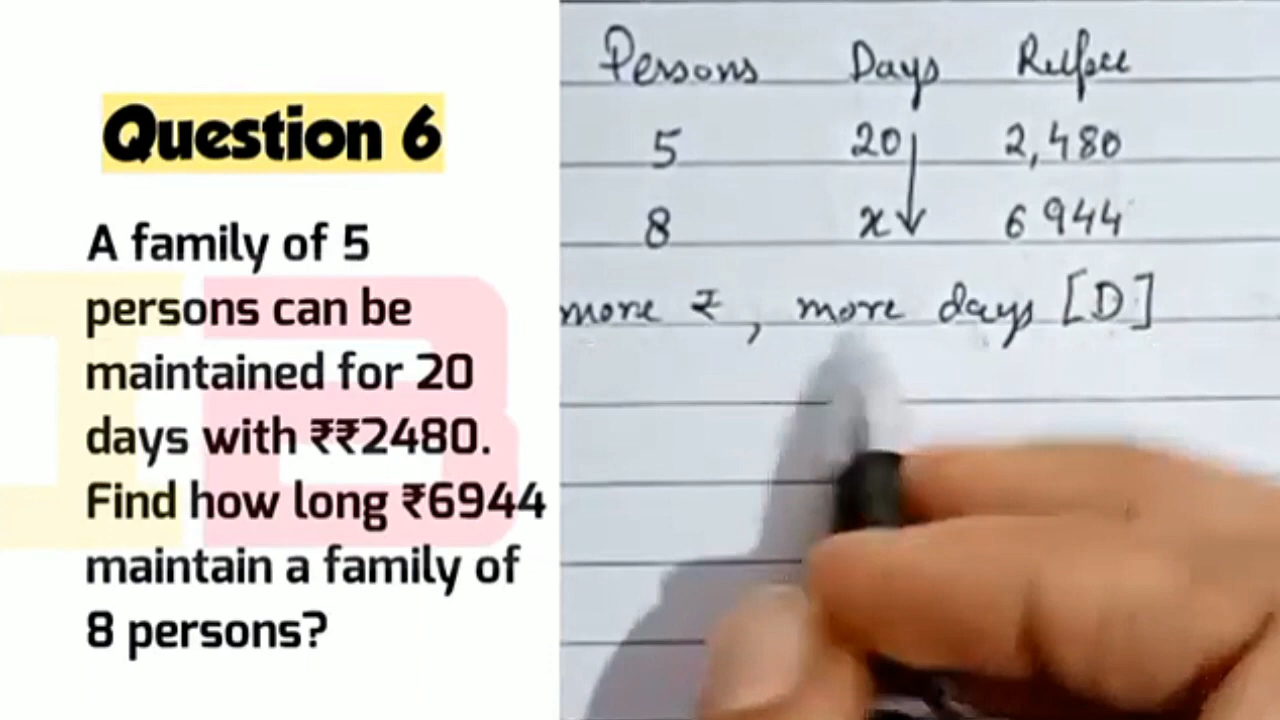 Question 6
A family of 5
persons can be
maintained for 20
days with ₹₹2480.
Find how long ₹6944
maintain a family of
8 persons?
Persons Days Rupee
5 20 2,480
8 x 6944
more ₹, more days [D]